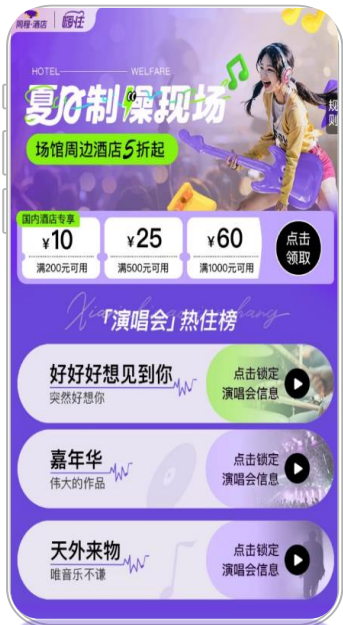 同程·酒店 嗨住
HOTEL WELFARE
夏日制燥现场
规则
场馆周边酒店5折起
国内酒店专享
¥10
满200元可用
¥25
满500元可用
¥60
满1000元可用
点击
领取
「演唱会」热住榜
好好好想见到你
突然好想你
点击锁定
演唱会信息
嘉年华
伟大的作品
点击锁定
演唱会信息
天外来物
唯音乐不谦
点击锁定
演唱会信息